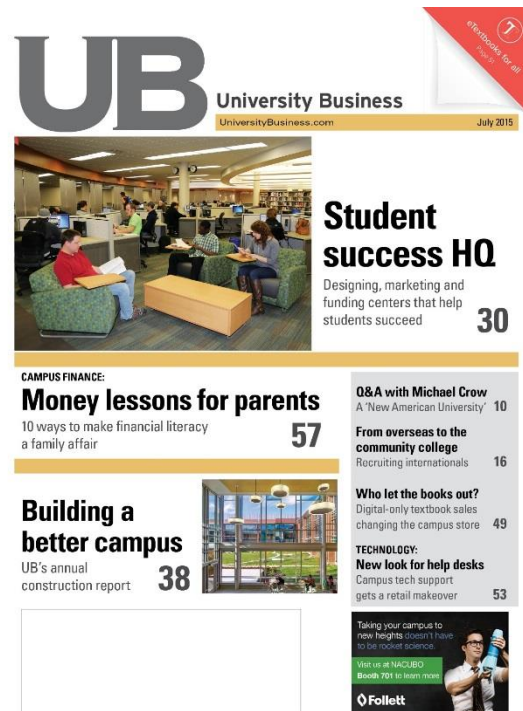 eTextbooks for all
Page 51
UB
University Business
UniversityBusiness.com
July 2015
Student
success HQ
Designing, marketing and
funding centers that help
students succeed 30
CAMPUS FINANCE:
Money lessons for parents
10 ways to make financial literacy
a family affair 57
Building a
better campus
UB's annual
construction report 38
Q&A with Michael Crow
A 'New American University' 10
From overseas to the
community college
Recruiting internationals 16
Who let the books out?
Digital-only textbook sales
changing the campus store 49
TECHNOLOGY:
New look for help desks
Campus tech support
gets a retail makeover 53
Taking your campus to
new heights doesn't have
to be rocket science.
Visit us at NACUBO
Booth 701 to learn more
Follett